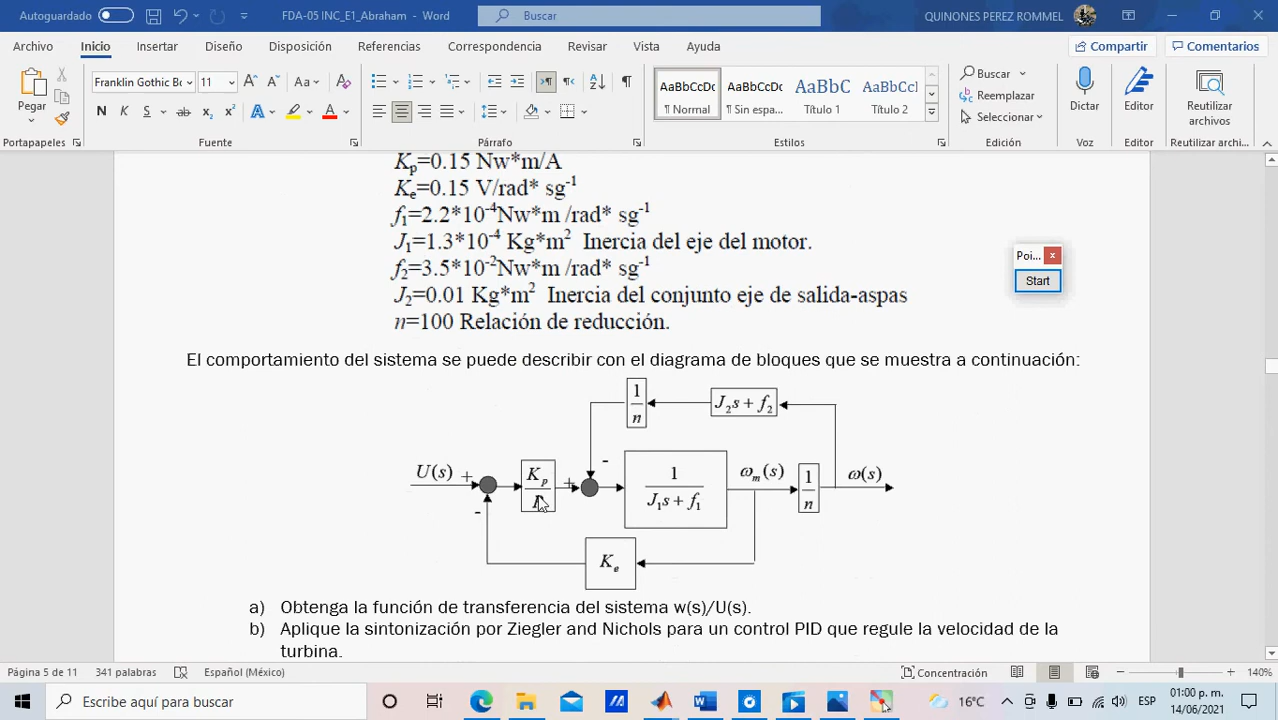 Autoguardado
FDA-05 INC_E1_Abraham - Word
Buscar
QUINONES PEREZ ROMMEL
Archivo Inicio Insertar Diseño Disposición Referencias Correspondencia Revisar Vista Ayuda
Compartir Comentarios
Pegar
Franklin Gothic Bo 11
N K S ab x₂ x²
AaBbCcDc AaBbCcDc AaBbC AaBbCcl
¶ Normal ¶ Sin espa... Título 1 Título 2
Buscar
Reemplazar
Seleccionar
Dictar
Editor
Reutilizar archivos
Portapapeles Fuente Párrafo Estilos Edición Voz Editor Reutilizar archi...
Kₚ=0.15 Nw*m/A
Kₑ=0.15 V/rad* sg⁻¹
f₁=2.2*10⁻⁴Nw*m /rad* sg⁻¹
J₁=1.3*10⁻⁴ Kg*m² Inercia del eje del motor.
f₂=3.5*10⁻²Nw*m /rad* sg⁻¹
J₂=0.01 Kg*m² Inercia del conjunto eje de salida-aspas
n=100 Relación de reducción.
Poi...
Start
El comportamiento del sistema se puede describir con el diagrama de bloques que se muestra a continuación:
1
n
J₂s + f₂
U(s) +
-
Kₚ
+
-
1
J₁s + f₁
ωₘ(s)
1
n
ω(s)
Kₑ
a) Obtenga la función de transferencia del sistema w(s)/U(s).
b) Aplique la sintonización por Ziegler and Nichols para un control PID que regule la velocidad de la
turbina.
Página 5 de 11 341 palabras Español (México) Concentración 140%
Escribe aquí para buscar
16°C
ESP
01:00 p. m.
14/06/2021